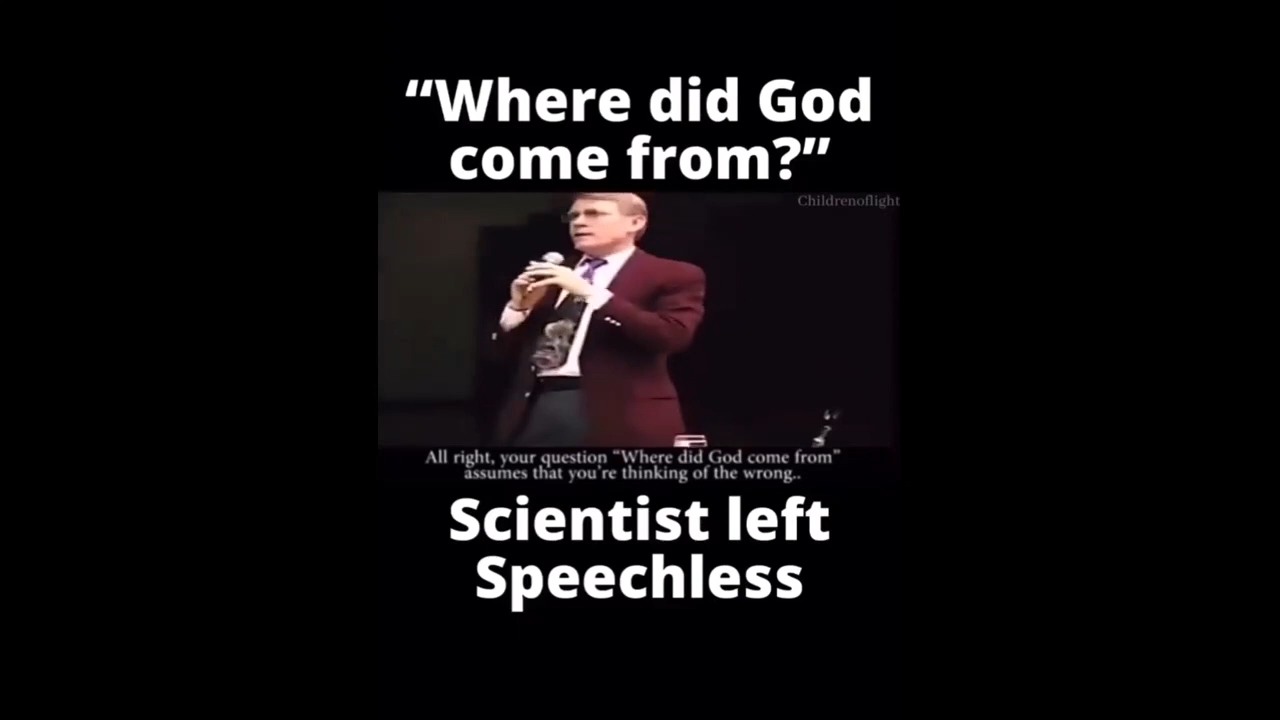 “Where did God
come from?”
Childrenoflight
All right, your question “Where did God come from”
assumes that you’re thinking of the wrong..
Scientist left
Speechless